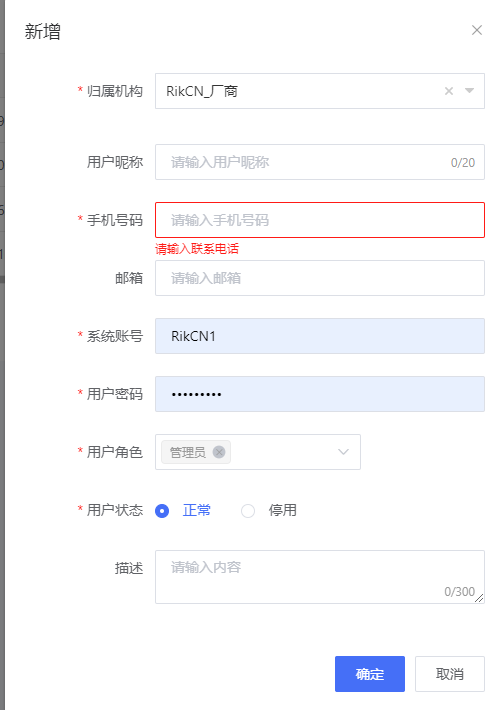 新增
* 归属机构 RikCN_厂商
用户昵称 请输入用户昵称 0/20
* 手机号码 请输入手机号码
请输入联系电话
邮箱 请输入邮箱
* 系统账号 RikCN1
* 用户密码 •••••••••
* 用户角色 管理员
* 用户状态 正常 停用
描述 请输入内容
0/300
确定 取消